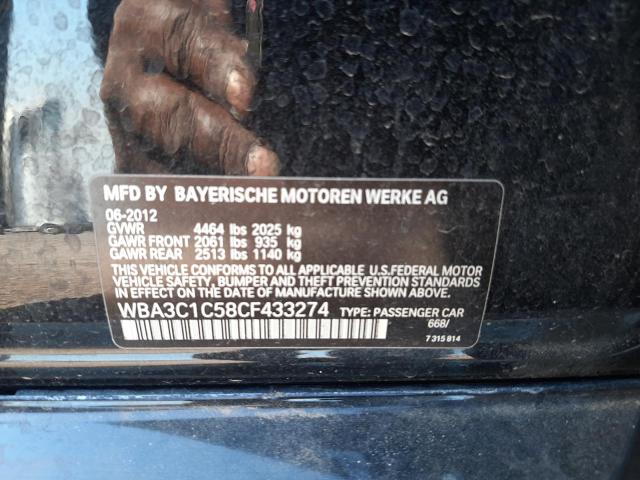 MFD BY BAYERISCHE MOTOREN WERKE AG
06-2012
GVWR 4464 lbs 2025 kg
GAWR FRONT 2061 lbs 935 kg
GAWR REAR 2513 lbs 1140 kg
THIS VEHICLE CONFORMS TO ALL APPLICABLE U.S.FEDERAL MOTOR
VEHICLE SAFETY, BUMPER, AND THEFT PREVENTION STANDARDS
IN EFFECT ON THE DATE OF MANUFACTURE SHOWN ABOVE.
WBA3C1C58CF433274 TYPE: PASSENGER CAR
668/
7 315 814